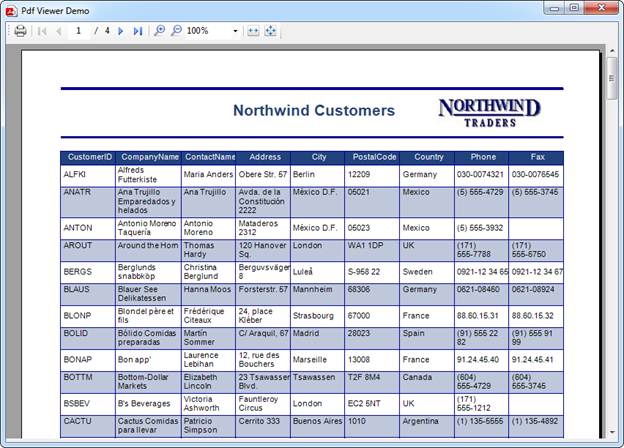 Pdf Viewer Demo
1 / 4 100%
Northwind Customers
NORTHWIND
TRADERS
CustomerID CompanyName ContactName Address City PostalCode Country Phone Fax
ALFKI Alfreds Futterkiste Maria Anders Obere Str. 57 Berlin 12209 Germany 030-0074321 030-0076545
ANATR Ana Trujillo Emparedados y helados Ana Trujillo Avda. de la Constitución 2222 México D.F. 05021 Mexico (5) 555-4729 (5) 555-3745
ANTON Antonio Moreno Taquería Antonio Moreno Mataderos 2312 México D.F. 05023 Mexico (5) 555-3932
AROUT Around the Horn Thomas Hardy 120 Hanover Sq. London WA1 1DP UK (171) 555-7788 (171) 555-6750
BERGS Berglunds snabbköp Christina Berglund Berguvsvägen 8 Luleå S-958 22 Sweden 0921-12 34 65 0921-12 34 67
BLAUS Blauer See Delikatessen Hanna Moos Forsterstr. 57 Mannheim 68306 Germany 0621-08460 0621-08924
BLONP Blondel père et fils Frédérique Citeaux 24, place Kléber Strasbourg 67000 France 88.60.15.31 88.60.15.32
BOLID Bólido Comidas preparadas Martín Sommer C/ Araquil, 67 Madrid 28023 Spain (91) 555 22 82 (91) 555 91 99
BONAP Bon app' Laurence Lebihan 12, rue des Bouchers Marseille 13008 France 91.24.45.40 91.24.45.41
BOTTM Bottom-Dollar Markets Elizabeth Lincoln 23 Tsawassen Blvd. Tsawassen T2F 8M4 Canada (604) 555-4729 (604) 555-3745
BSBEV B's Beverages Victoria Ashworth Fauntleroy Circus London EC2 5NT UK (171) 555-1212
CACTU Cactus Comidas para llevar Patricio Simpson Cerrito 333 Buenos Aires 1010 Argentina (1) 135-5555 (1) 135-4892